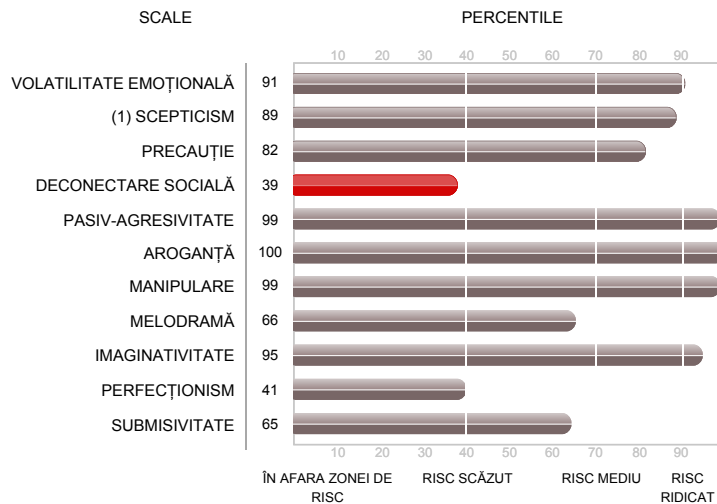 SCALE PERCENTILE
10 20 30 40 50 60 70 80 90
VOLATILITATE EMOȚIONALĂ 91
(1) SCEPTICISM 89
PRECAUȚIE 82
DECONECTARE SOCIALĂ 39
PASIV-AGRESIVITATE 99
AROGANȚĂ 100
MANIPULARE 99
MELODRAMĂ 66
IMAGINATIVITATE 95
PERFECȚIONISM 41
SUBMISIVITATE 65
10 20 30 40 50 60 70 80 90
ÎN AFARA ZONEI DE RISC SCĂZUT RISC MEDIU RISC
RISC RIDICAT